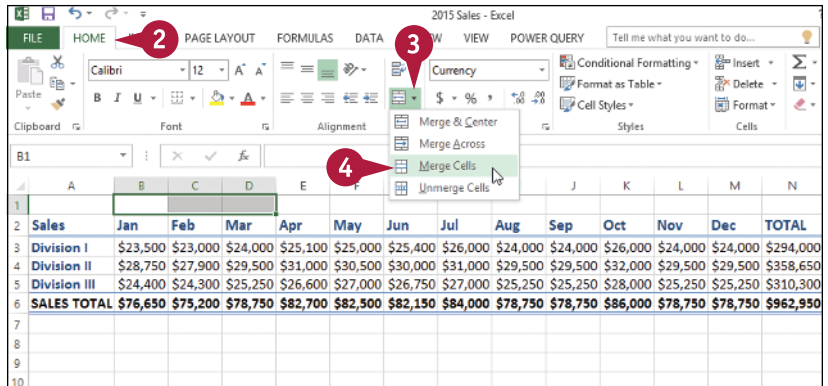 2015 Sales - Excel
FILE HOME 2 PAGE LAYOUT FORMULAS DATA 3 W VIEW POWER QUERY Tell me what you want to do...
Calibri 12 A A Currency Conditional Formatting Insert Σ
Paste B I U A $ % , Format as Table Delete
Cell Styles Format
Clipboard Font Alignment Styles Cells
Merge & Center
Merge Across
4 Merge Cells
Unmerge Cells
B1 fx
A B C D E F J K L M N
1
2 Sales Jan Feb Mar Apr May Jun Jul Aug Sep Oct Nov Dec TOTAL
3 Division I $23,500 $23,000 $24,000 $25,100 $25,000 $25,400 $26,000 $24,000 $24,000 $26,000 $24,000 $24,000 $294,000
4 Division II $28,750 $27,900 $29,500 $31,000 $30,500 $30,000 $31,000 $29,500 $29,500 $32,000 $29,500 $29,500 $358,650
5 Division III $24,400 $24,300 $25,250 $26,600 $27,000 $26,750 $27,000 $25,250 $25,250 $28,000 $25,250 $25,250 $310,300
6 SALES TOTAL $76,650 $75,200 $78,750 $82,700 $82,500 $82,150 $84,000 $78,750 $78,750 $86,000 $78,750 $78,750 $962,950
7
8
9
10